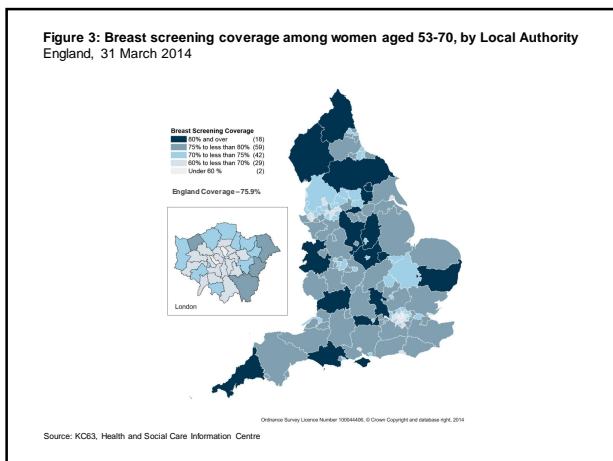 Figure 3: Breast screening coverage among women aged 53-70, by Local Authority
England, 31 March 2014
Breast Screening Coverage
80% and over (18)
75% to less than 80% (59)
70% to less than 75% (42)
60% to less than 70% (29)
Under 60 % (2)
England Coverage – 75.9%
London
Ordnance Survey Licence Number 100044406, © Crown Copyright and database right, 2014
Source: KC63, Health and Social Care Information Centre